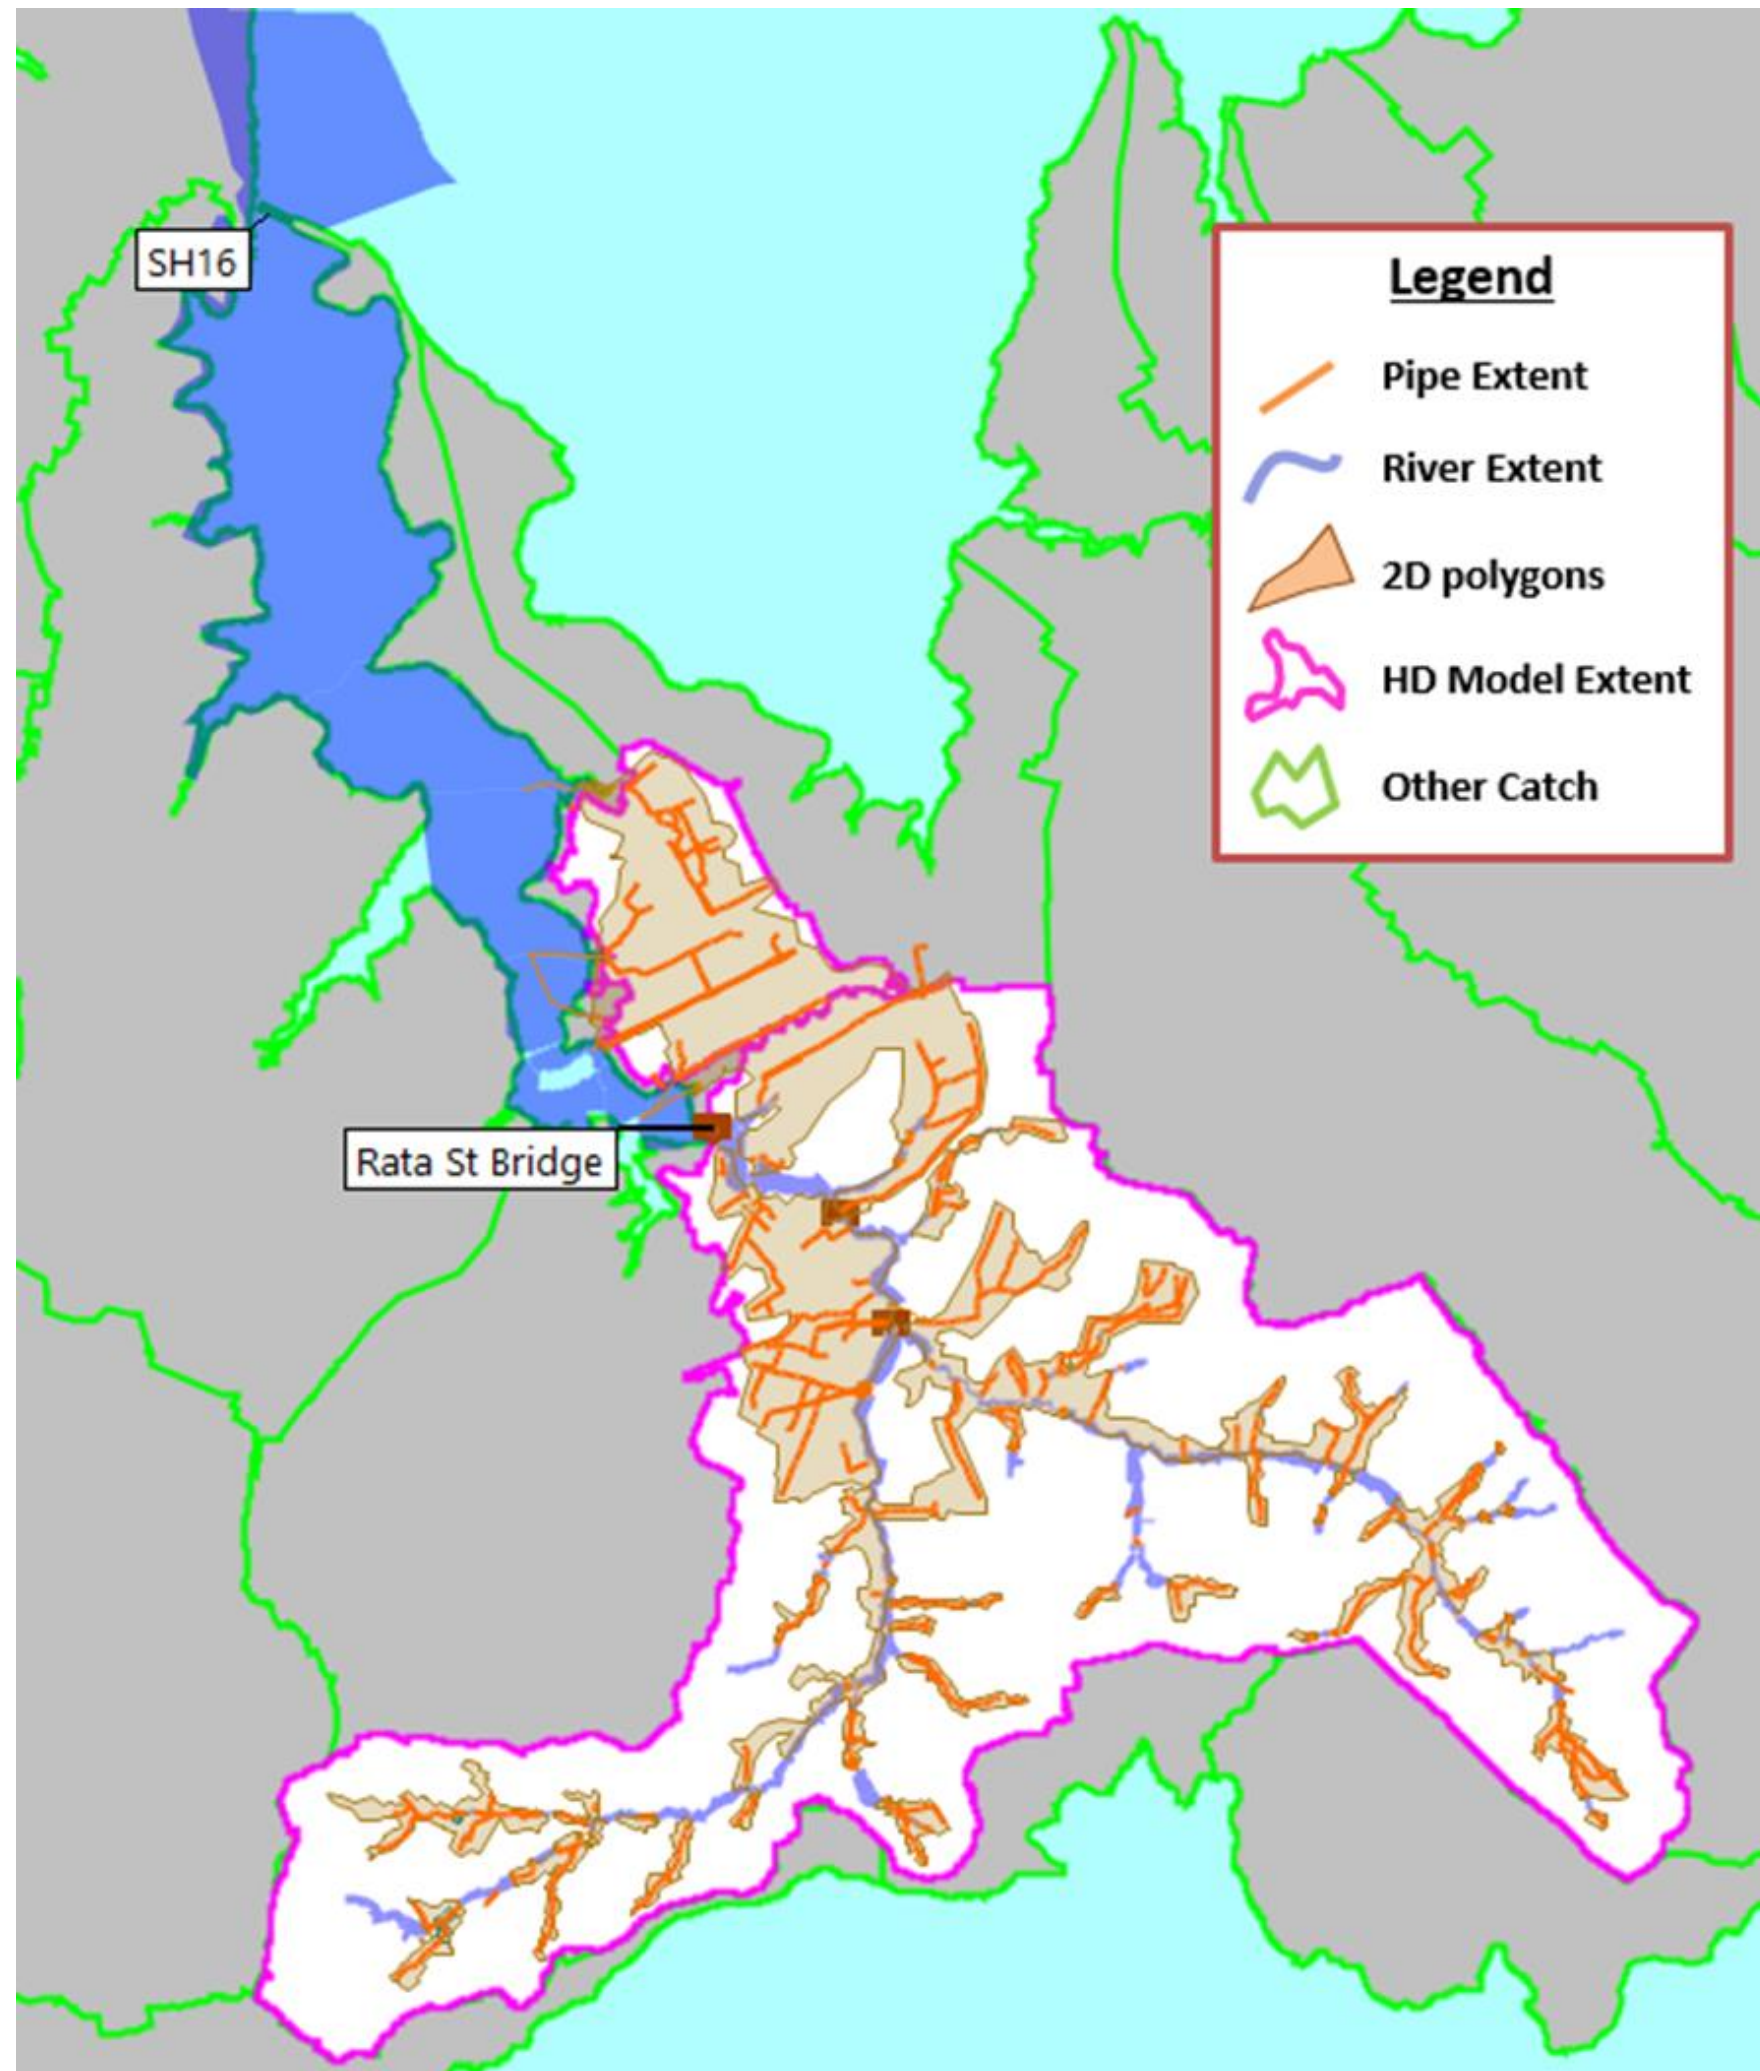 SH16
Legend
Pipe Extent
River Extent
2D polygons
HD Model Extent
Other Catch
Rata St Bridge